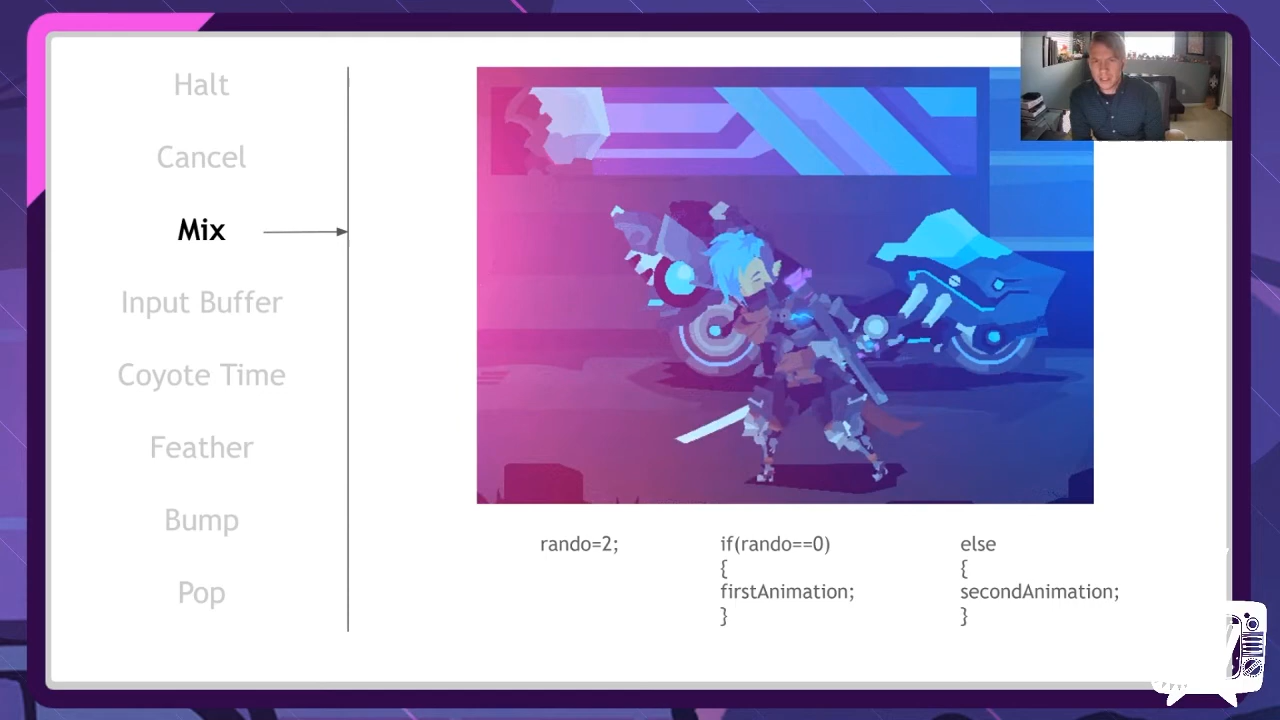 Halt
Cancel
Mix
Input Buffer
Coyote Time
Feather
Bump
Pop
rando=2;
if(rando==0)
{
firstAnimation;
}
else
{
secondAnimation;
}